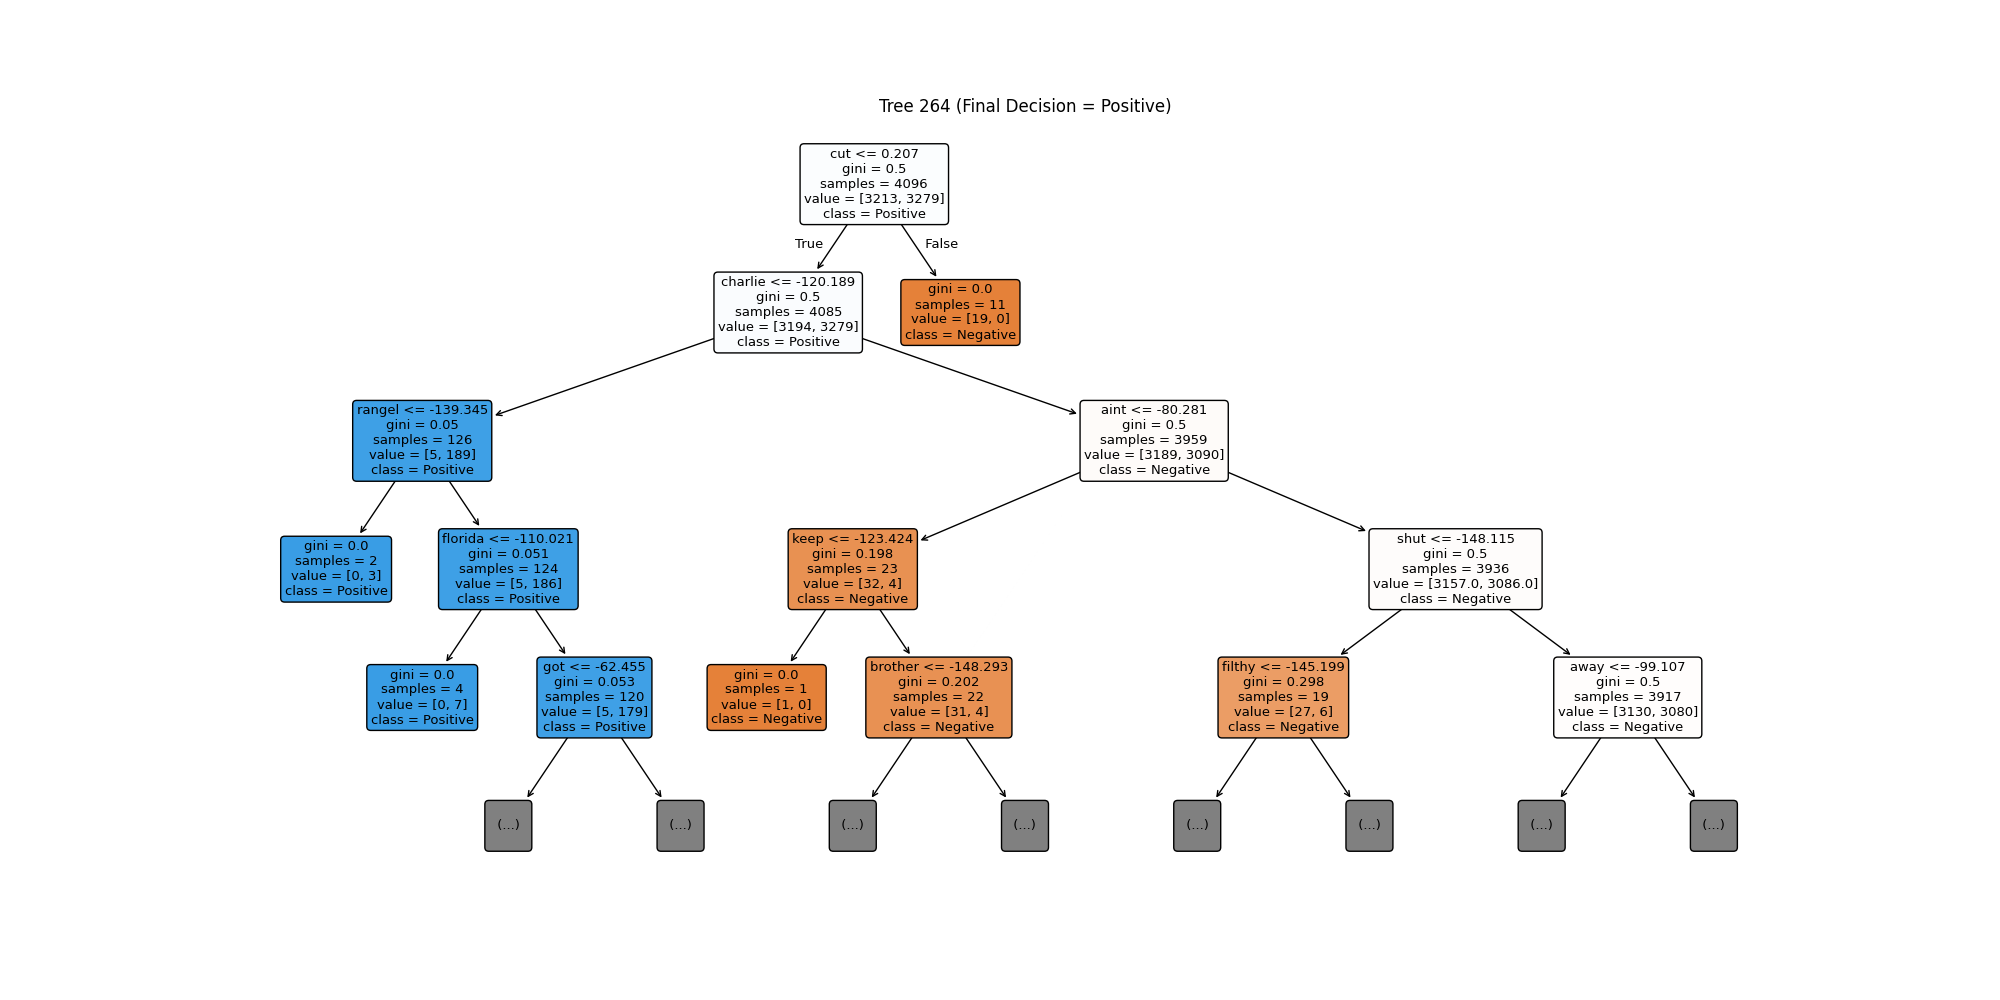 Tree 264 (Final Decision = Positive)
cut <= 0.207
gini = 0.5
samples = 4096
value = [3213, 3279]
class = Positive
True
False
charlie <= -120.189
gini = 0.5
samples = 4085
value = [3194, 3279]
class = Positive
gini = 0.0
samples = 11
value = [19, 0]
class = Negative
rangel <= -139.345
gini = 0.05
samples = 126
value = [5, 189]
class = Positive
aint <= -80.281
gini = 0.5
samples = 3959
value = [3189, 3090]
class = Negative
gini = 0.0
samples = 2
value = [0, 3]
class = Positive
florida <= -110.021
gini = 0.051
samples = 124
value = [5, 186]
class = Positive
keep <= -123.424
gini = 0.198
samples = 23
value = [32, 4]
class = Negative
shut <= -148.115
gini = 0.5
samples = 3936
value = [3157.0, 3086.0]
class = Negative
gini = 0.0
samples = 4
value = [0, 7]
class = Positive
got <= -62.455
gini = 0.053
samples = 120
value = [5, 179]
class = Positive
gini = 0.0
samples = 1
value = [1, 0]
class = Negative
brother <= -148.293
gini = 0.202
samples = 22
value = [31, 4]
class = Negative
filthy <= -145.199
gini = 0.298
samples = 19
value = [27, 6]
class = Negative
away <= -99.107
gini = 0.5
samples = 3917
value = [3130, 3080]
class = Negative
(...)
(...)
(...)
(...)
(...)
(...)
(...)
(...)